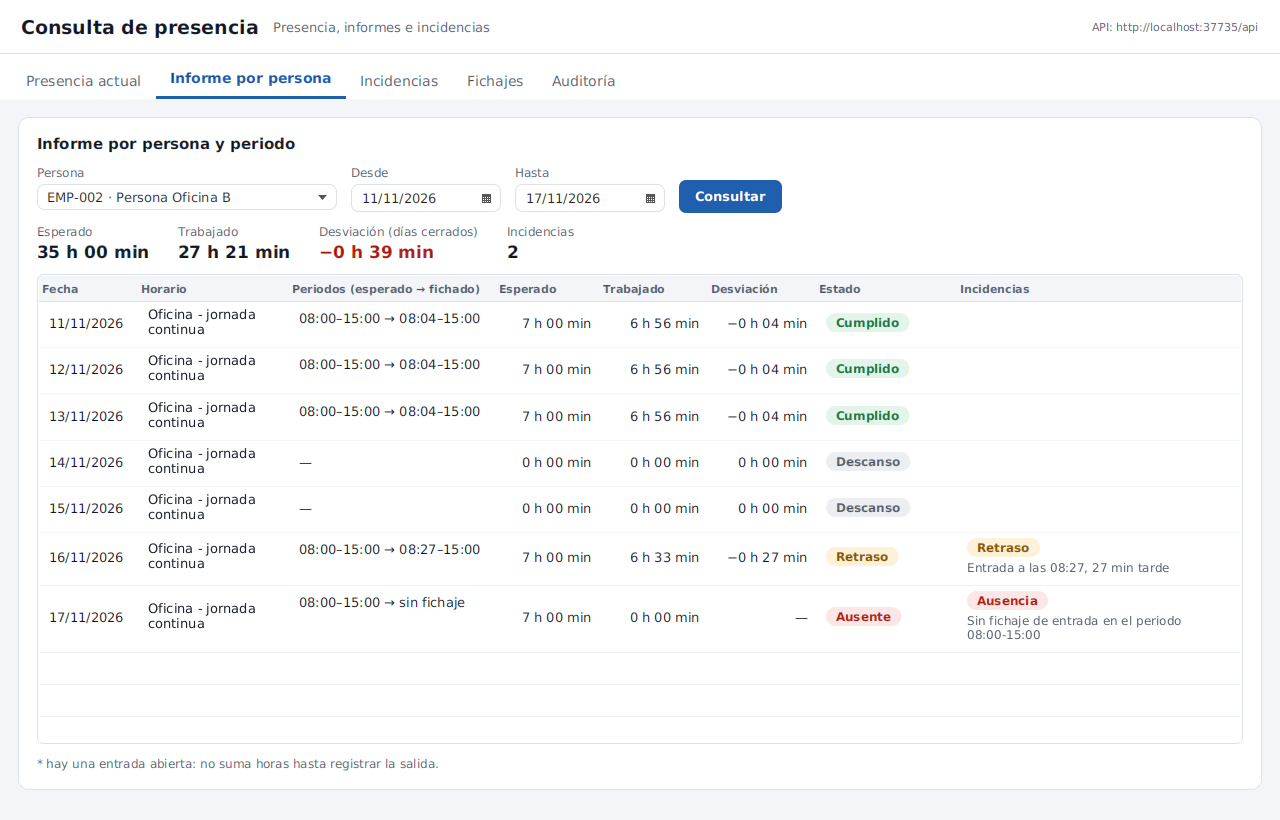 Consulta de presencia Presencia, informes e incidencias API: http://localhost:37735/api
Presencia actual Informe por persona Incidencias Fichajes Auditoría
Informe por persona y periodo
Persona Desde Hasta
EMP-002 · Persona Oficina B 11/11/2026 17/11/2026 Consultar
Esperado Trabajado Desviación (días cerrados) Incidencias
35 h 00 min 27 h 21 min −0 h 39 min 2
Fecha Horario Periodos (esperado → fichado) Esperado Trabajado Desviación Estado Incidencias
11/11/2026 Oficina - jornada continua 08:00–15:00 → 08:04–15:00 7 h 00 min 6 h 56 min −0 h 04 min Cumplido
12/11/2026 Oficina - jornada continua 08:00–15:00 → 08:04–15:00 7 h 00 min 6 h 56 min −0 h 04 min Cumplido
13/11/2026 Oficina - jornada continua 08:00–15:00 → 08:04–15:00 7 h 00 min 6 h 56 min −0 h 04 min Cumplido
14/11/2026 Oficina - jornada continua — 0 h 00 min 0 h 00 min 0 h 00 min Descanso
15/11/2026 Oficina - jornada continua — 0 h 00 min 0 h 00 min 0 h 00 min Descanso
16/11/2026 Oficina - jornada continua 08:00–15:00 → 08:27–15:00 7 h 00 min 6 h 33 min −0 h 27 min Retraso Retraso
Entrada a las 08:27, 27 min tarde
17/11/2026 Oficina - jornada continua 08:00–15:00 → sin fichaje 7 h 00 min 0 h 00 min — Ausente Ausencia
Sin fichaje de entrada en el periodo
08:00-15:00
* hay una entrada abierta: no suma horas hasta registrar la salida.